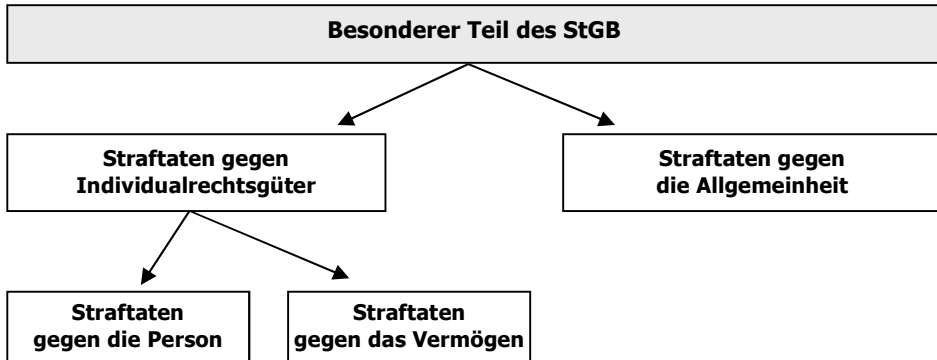 Besonderer Teil des StGB
Straftaten gegen
Individualrechtsgüter
Straftaten gegen
die Allgemeinheit
Straftaten
gegen die Person
Straftaten
gegen das Vermögen